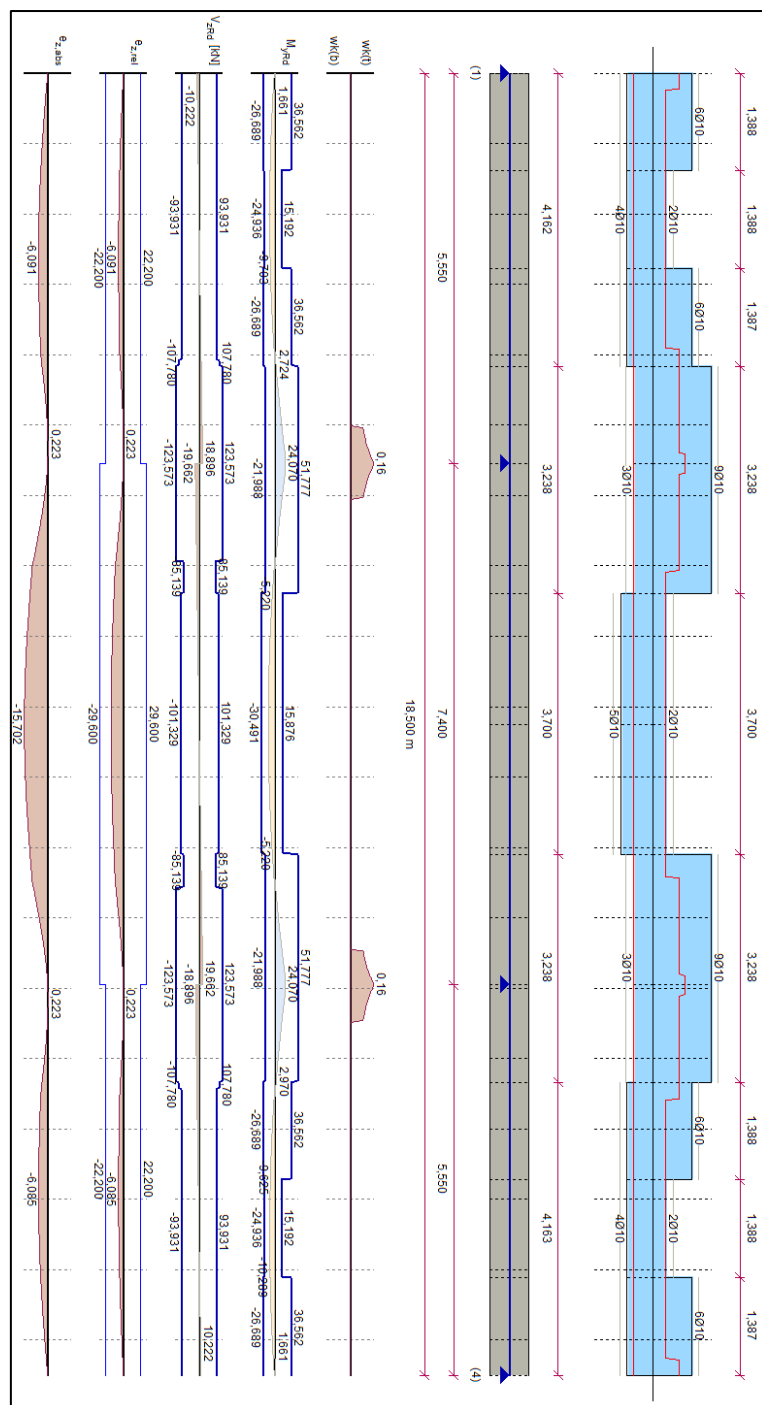 1,388 1,388 1,387 3,238 3,700 3,238 1,388 1,388 1,387
6Ø10 2Ø10 6Ø10 9Ø10 2Ø10 9Ø10 6Ø10 2Ø10 6Ø10
4Ø10 3Ø10 5Ø10 3Ø10 4Ø10
4,162 3,238 3,700 3,238 4,163
(1) (4)
5,550 7,400 5,550
18,500 m
wk(t) 0,16 0,16
wk(b)
36,562 15,192 36,562 51,777 15,876 51,777 36,562 15,192 36,562
MyRd 1,661 2,724 24,070 24,070 2,970 1,661
-9,703 -5,220 -5,220 -9,625 -10,289
-26,689 -24,936 -26,689 -21,988 -30,491 -21,988 -26,689 -24,936 -26,689
VzRd [kN] 93,931 107,780 123,573 85,139 101,329 85,139 123,573 107,780 93,931
18,896 19,662 10,222
-10,222 -19,662 -18,896
-93,931 -107,780 -123,573 -85,139 -101,329 -85,139 -123,573 -107,780 -93,931
22,200 29,600 22,200
ez,rel 0,223 0,223
-6,091 -6,085
-22,200 -29,600 -22,200
ez,abs 0,223 0,223
-6,091 -15,702 -6,085